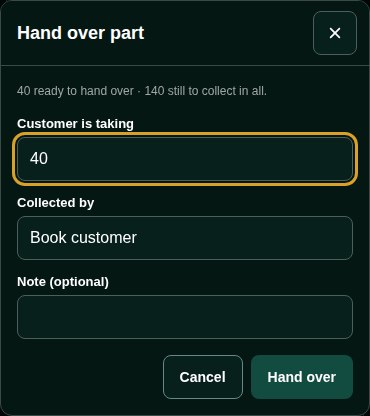 Hand over part
×
40 ready to hand over · 140 still to collect in all.
Customer is taking
40
Collected by
Book customer
Note (optional)
Cancel
Hand over